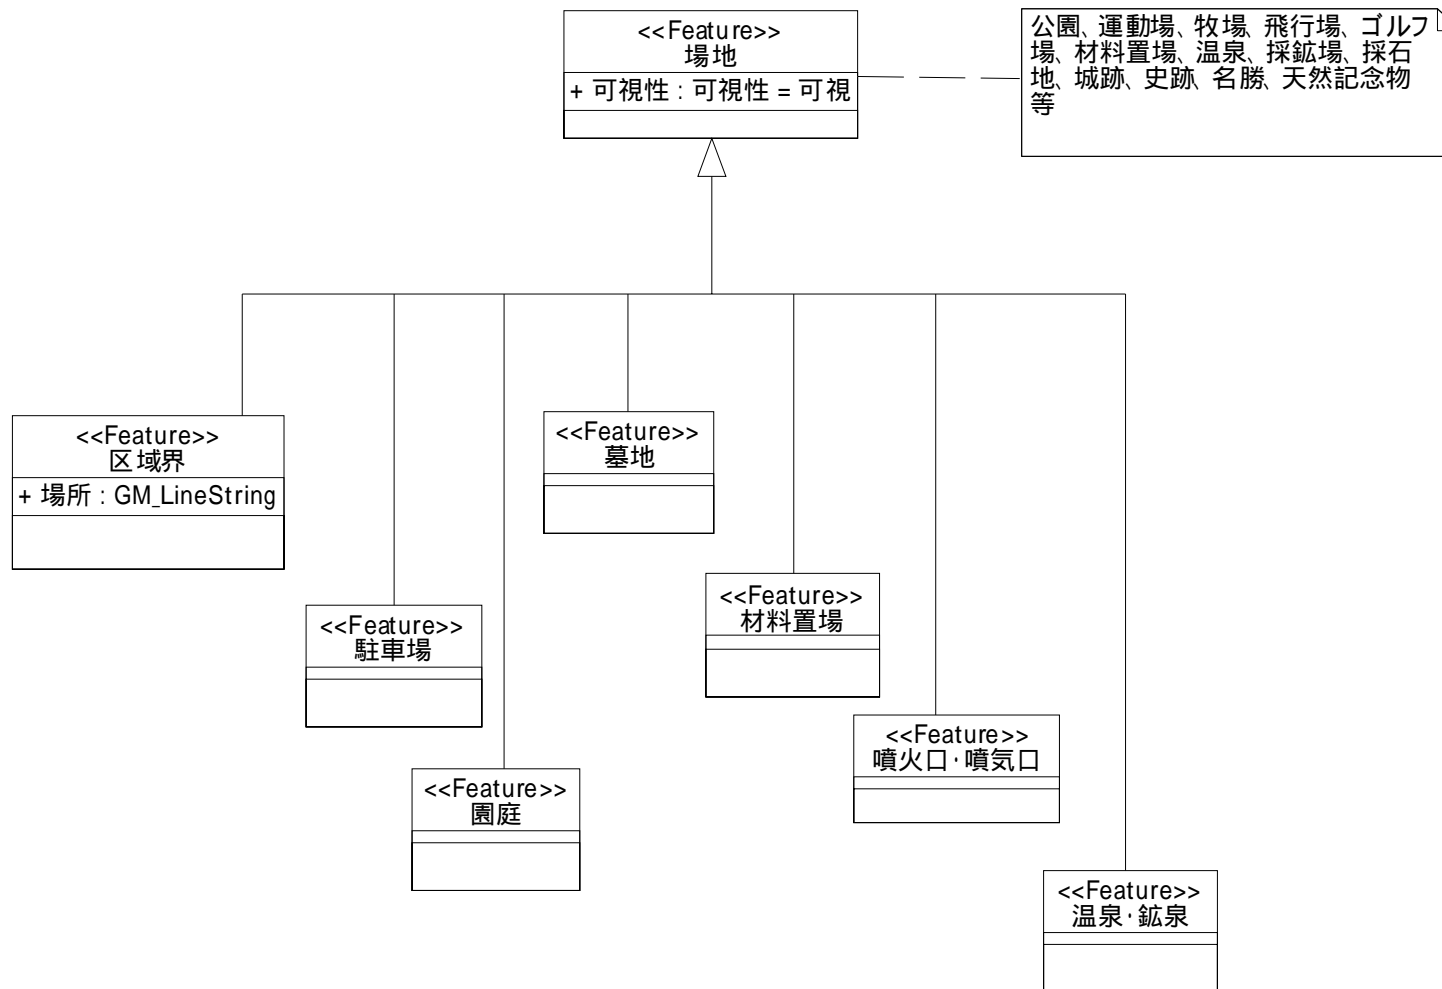 <<Feature>>
場地
+ 可視性 : 可視性 = 可視
公園、運動場、牧場、飛行場、ゴルフ
場、材料置場、温泉、採鉱場、採石
地、城跡、史跡、名勝、天然記念物
等
<<Feature>>
区域界
+ 場所 : GM_LineString
<<Feature>>
墓地
<<Feature>>
駐車場
<<Feature>>
材料置場
<<Feature>>
園庭
<<Feature>>
噴火口・噴気口
<<Feature>>
温泉・鉱泉